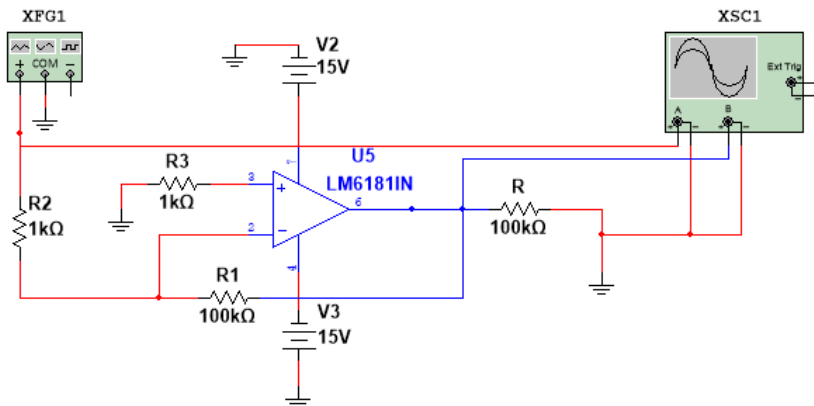 XFG1
XSC1
V2
15V
+ COM −
Ext Trig
+
−
A
B
+ −
+ −
R3
1kΩ
7
U5
LM6181IN
3
+
6
R
100kΩ
R2
1kΩ
2
−
4
R1
100kΩ
V3
15V